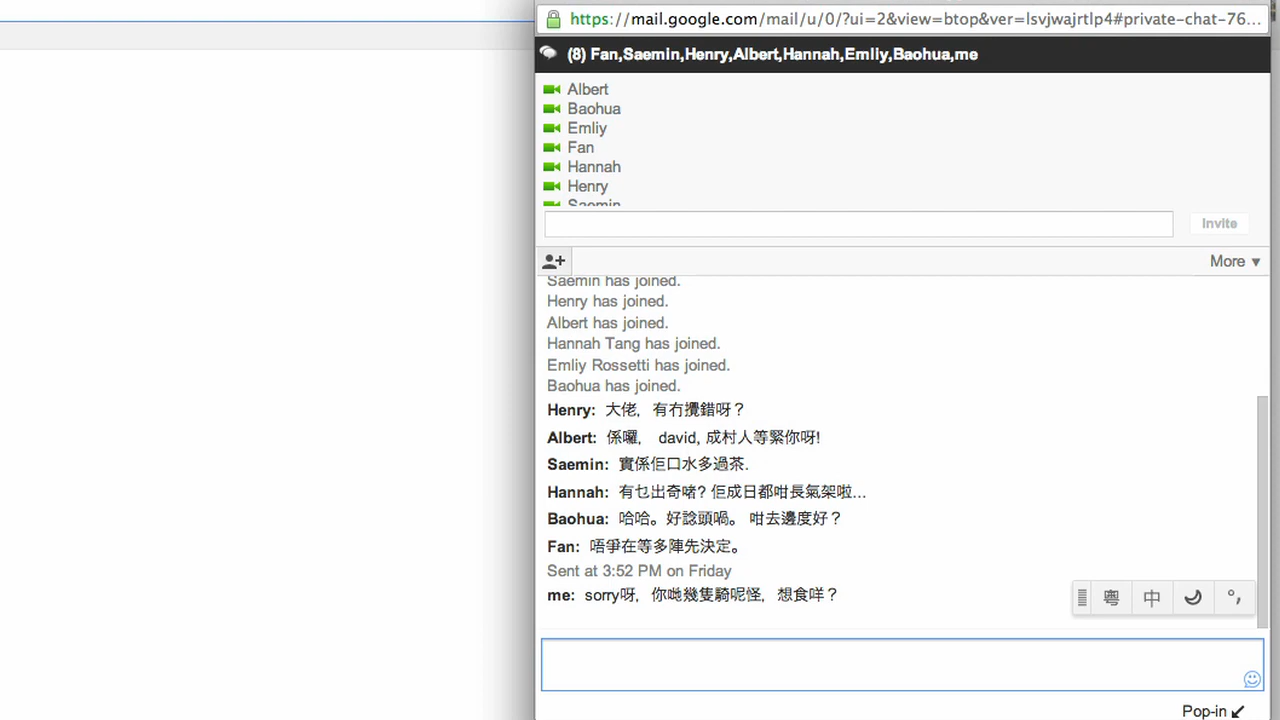 https://mail.google.com/mail/u/0/?ui=2&view=btop&ver=lsvjwajrtlp4#private-chat-76...
(8) Fan,Saemin,Henry,Albert,Hannah,Emliy,Baohua,me
Albert
Baohua
Emliy
Fan
Hannah
Henry
Saemin
Invite
More
Saemin has joined.
Henry has joined.
Albert has joined.
Hannah Tang has joined.
Emliy Rossetti has joined.
Baohua has joined.
Henry: 大佬，有冇攪錯呀？
Albert: 係囉， david, 成村人等緊你呀!
Saemin: 實係佢口水多過茶.
Hannah: 有乜出奇啫? 佢成日都咁長氣架啦...
Baohua: 哈哈。好諗頭喎。 咁去邊度好？
Fan: 唔爭在等多陣先決定。
Sent at 3:52 PM on Friday
me: sorry呀，你哋幾隻騎呢怪，想食咩？
粤 中 °,
Pop-in